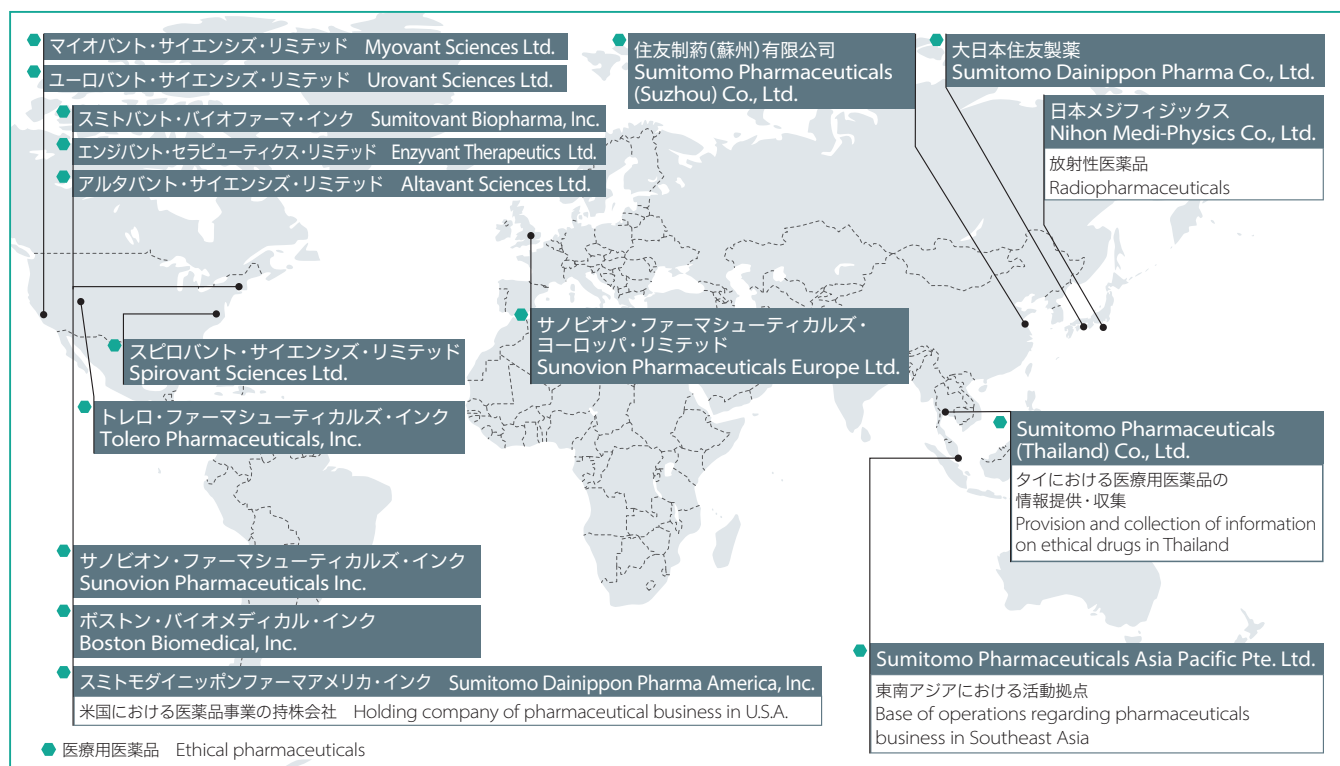 マイオバント・サイエンシズ・リミテッド Myovant Sciences Ltd.
ユーロバント・サイエンシズ・リミテッド Urovant Sciences Ltd.
スミトバント・バイオファーマ・インク Sumitovant Biopharma, Inc.
エンジバント・セラピューティクス・リミテッド Enzyvant Therapeutics Ltd.
アルタバント・サイエンシズ・リミテッド Altavant Sciences Ltd.
住友制葯(蘇州)有限公司
Sumitomo Pharmaceuticals
(Suzhou) Co., Ltd.
大日本住友製薬
Sumitomo Dainippon Pharma Co., Ltd.
日本メジフィジックス
Nihon Medi-Physics Co., Ltd.
放射性医薬品
Radiopharmaceuticals
スピロバント・サイエンシズ・リミテッド
Spirovant Sciences Ltd.
サノビオン・ファーマシューティカルズ・
ヨーロッパ・リミテッド
Sunovion Pharmaceuticals Europe Ltd.
トレロ・ファーマシューティカルズ・インク
Tolero Pharmaceuticals, Inc.
Sumitomo Pharmaceuticals
(Thailand) Co., Ltd.
タイにおける医療用医薬品の
情報提供・収集
Provision and collection of information
on ethical drugs in Thailand
サノビオン・ファーマシューティカルズ・インク
Sunovion Pharmaceuticals Inc.
ボストン・バイオメディカル・インク
Boston Biomedical, Inc.
スミトモダイニッポンファーマアメリカ・インク Sumitomo Dainippon Pharma America, Inc.
米国における医薬品事業の持株会社 Holding company of pharmaceutical business in U.S.A.
Sumitomo Pharmaceuticals Asia Pacific Pte. Ltd.
東南アジアにおける活動拠点
Base of operations regarding pharmaceuticals
business in Southeast Asia
医療用医薬品 Ethical pharmaceuticals